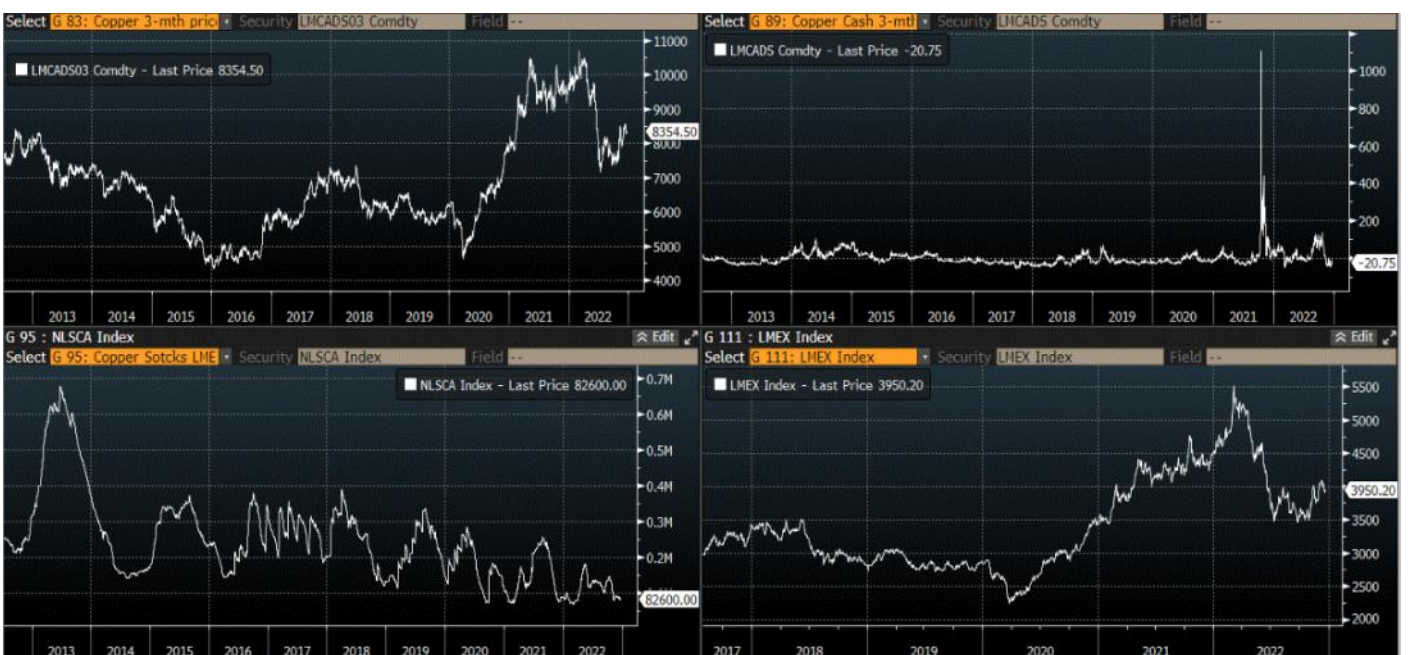 Select G 83: Copper 3-mth pric Security LMCADS03 Comdty Field --
LMCADS03 Comdty - Last Price 8354.50
11000
10000
9000
8354.50
8000
7000
6000
5000
4000
2013 2014 2015 2016 2017 2018 2019 2020 2021 2022
Select G 89: Copper Cash 3-mth Security LMCADS Comdty Field --
LMCADS Comdty - Last Price -20.75
1000
800
600
400
200
-20.75
2013 2014 2015 2016 2017 2018 2019 2020 2021 2022
G 95 : NLSCA Index Edit
Select G 95: Copper Sotcks LME Security NLSCA Index Field --
NLSCA Index - Last Price 82600.00
0.7M
0.6M
0.5M
0.4M
0.3M
0.2M
82600.00
2013 2014 2015 2016 2017 2018 2019 2020 2021 2022
G 111 : LMEX Index Edit
Select G 111: LMEX Index Security LMEX Index Field --
LMEX Index - Last Price 3950.20
5500
5000
4500
3950.20
3500
3000
2500
2000
2017 2018 2019 2020 2021 2022